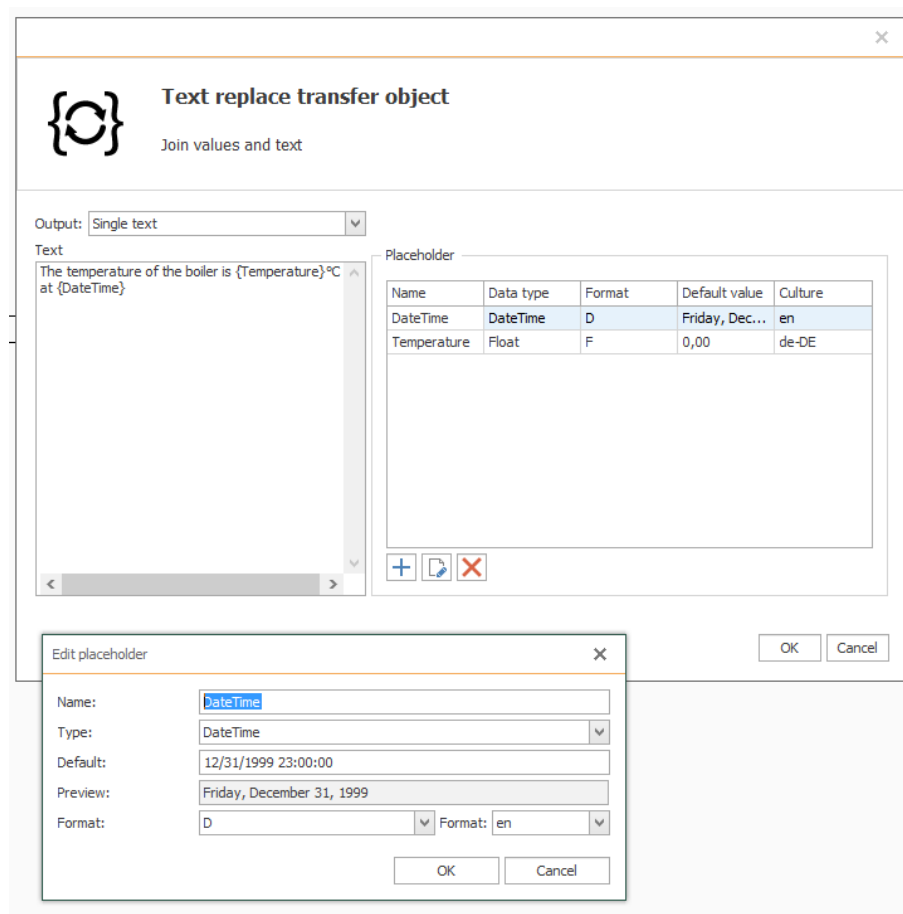 Text replace transfer object
Join values and text
Output: Single text
Text
The temperature of the boiler is {Temperature}°C
at {DateTime}
Placeholder
Name Data type Format Default value Culture
DateTime DateTime D Friday, Dec... en
Temperature Float F 0,00 de-DE
OK Cancel
Edit placeholder
Name: DateTime
Type: DateTime
Default: 12/31/1999 23:00:00
Preview: Friday, December 31, 1999
Format: D Format: en
OK Cancel